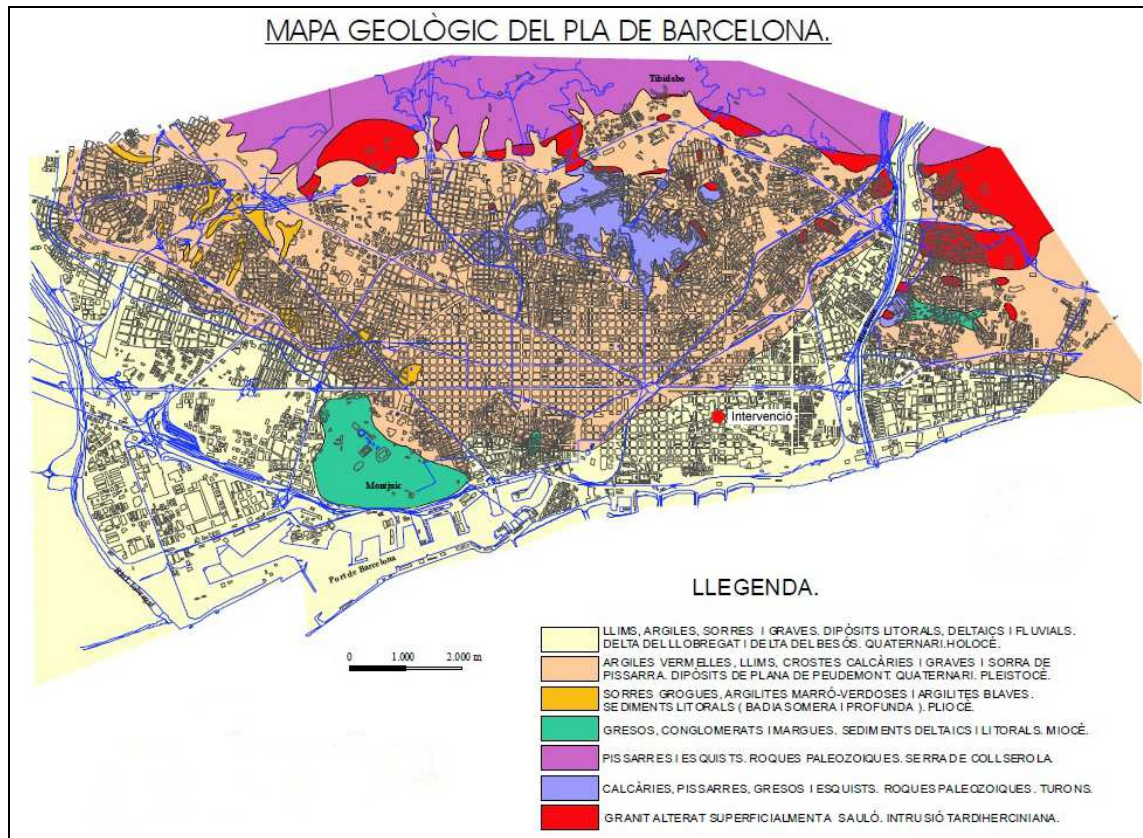 MAPA GEOLÒGIC DEL PLA DE BARCELONA.
Tibidabo
Intervenció
Montjuic
Port de Barcelona
LLEGENDA.
0 1.000 2.000 m
LLIMS, ARGILES, SORRES I GRAVES. DIPÒSITS LITORALS, DELTAICS I FLUVIALS.
DELTA DEL LLOBREGAT I DELTA DEL BESÒS. QUATERNARI.HOLOCÈ.
ARGILES VERMELLES, LLIMS, CROSTES CALCÀRIES I GRAVES I SORRA DE
PISSARRA. DIPÒSITS DE PLANA DE PEUDEMONT. QUATERNARI. PLEISTOCÈ.
SORRES GROGUES, ARGILITES MARRÓ-VERDOSES I ARGILITES BLAVES.
SEDIMENTS LITORALS ( BADIA SOMERA I PROFUNDA ). PLIOCÈ.
GRESOS, CONGLOMERATS I MARGUES. SEDIMENTS DELTAICS I LITORALS. MIOCÈ.
PISSARRES I ESQUISTS. ROQUES PALEOZOIQUES. SERRA DE COLLSEROLA.
CALCÀRIES, PISSARRES, GRESOS I ESQUISTS. ROQUES PALEOZOIQUES. TURONS.
GRANIT ALTERAT SUPERFICIALMENT A SAULÓ. INTRUSIÓ TARDIHERCINIANA.